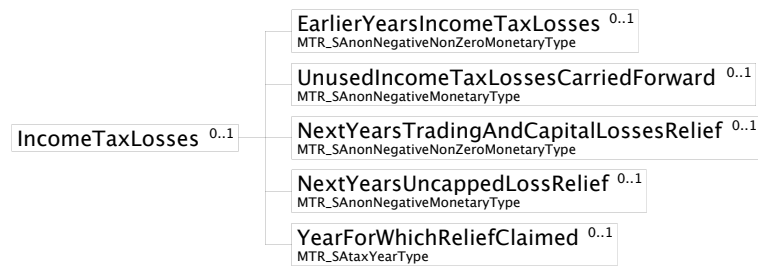 EarlierYearsIncomeTaxLosses 0..1
MTR_SAnonNegativeNonZeroMonetaryType
UnusedIncomeTaxLossesCarriedForward 0..1
MTR_SAnonNegativeMonetaryType
IncomeTaxLosses 0..1
NextYearsTradingAndCapitalLossesRelief 0..1
MTR_SAnonNegativeNonZeroMonetaryType
NextYearsUncappedLossRelief 0..1
MTR_SAnonNegativeMonetaryType
YearForWhichReliefClaimed 0..1
MTR_SAtaxYearType